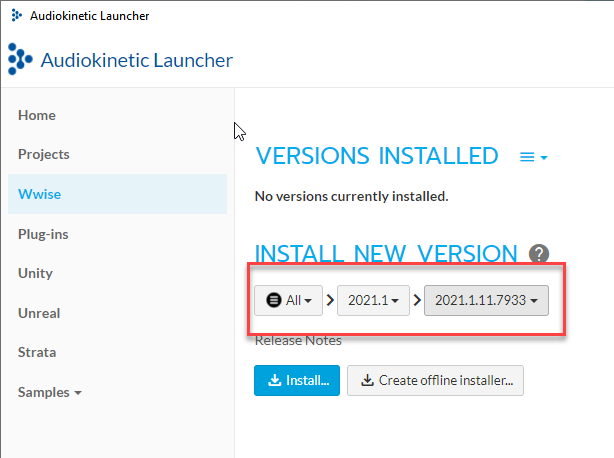 Audiokinetic Launcher
Audiokinetic Launcher
Home
Projects
Wwise
Plug-ins
Unity
Unreal
Strata
Samples
VERSIONS INSTALLED
No versions currently installed.
INSTALL NEW VERSION ?
All > 2021.1 > 2021.1.11.7933
Release Notes
Install... Create offline installer...